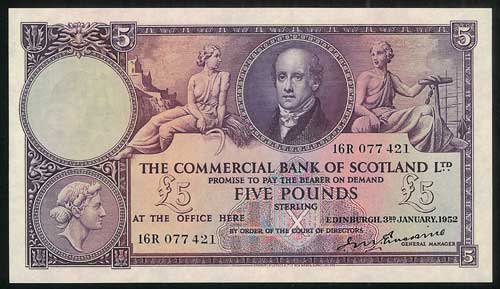 5 5
16R 077421
THE COMMERCIAL BANK OF SCOTLAND LTD
PROMISE TO PAY THE BEARER ON DEMAND
£5 FIVE POUNDS £5
STERLING
AT THE OFFICE HERE EDINBURGH, 3RD JANUARY, 1952
16R 077421 BY ORDER OF THE COURT OF DIRECTORS
GENERAL MANAGER
5 5